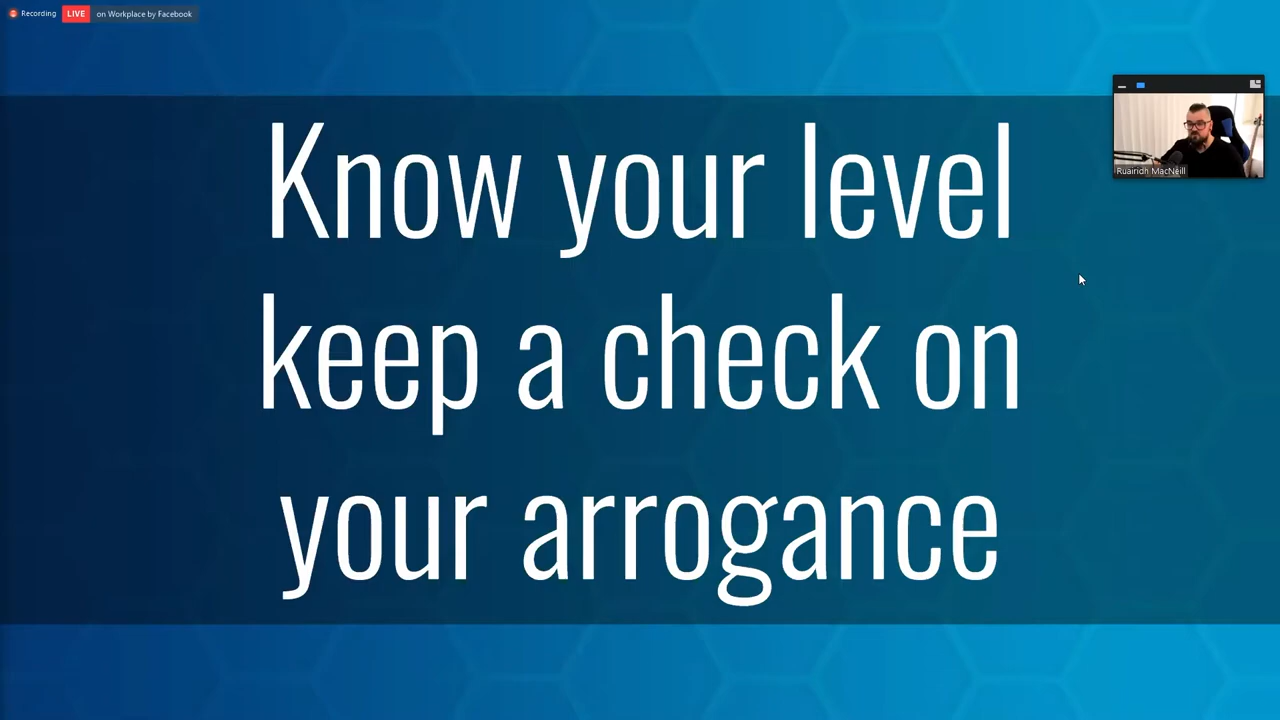 Recording LIVE on Workplace by Facebook
Know your level
keep a check on
your arrogance
Ruairidh MacNeill